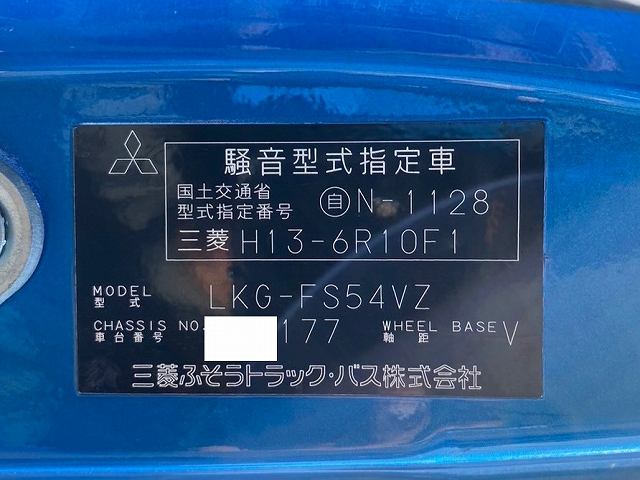 騒音型式指定車
国土交通省
型式指定番号 自N-1128
三菱 H13-6R10F1
MODEL
型式 LKG-FS54VZ
CHASSIS NO. 177 WHEEL BASE V
車台番号 軸距
三菱ふそうトラック・バス株式会社